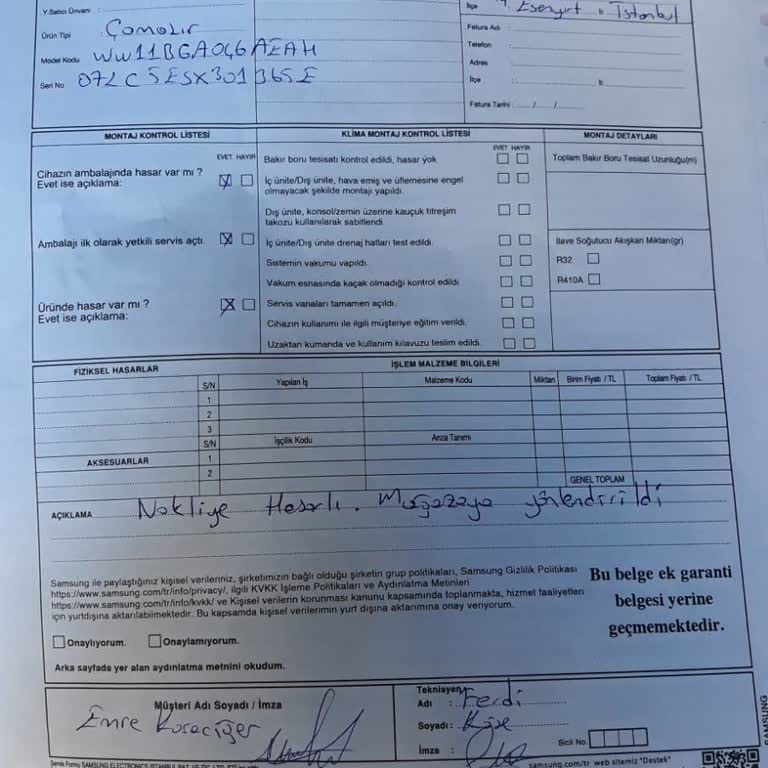 Y.Satıcı Ünvanı :
İlçe : Esenyurt İl: İstanbul
Ürün Tipi : Çamaşır
Fatura Adı :
Model Kodu WW11BGA046AEAH
Telefon :
Seri No 07LC5ESX301365E
Adres :
İlçe : İl:
Fatura Tarihi : / /
MONTAJ KONTROL LİSTESİ
KLİMA MONTAJ KONTROL LİSTESİ
MONTAJ DETAYLARI
EVET HAYIR
EVET HAYIR
Cihazın ambalajında hasar var mı ?
Evet ise açıklama:
Bakır boru tesisatı kontrol edildi, hasar yok
Toplam Bakır Boru Tesisat Uzunluğu(m)
İç ünite/Dış ünite, hava emiş ve üflemesine engel
olmayacak şekilde montajı yapıldı.
Dış ünite, konsol/zemin üzerine kauçuk titreşim
takozu kullanılarak sabitlendi.
Ambalajı ilk olarak yetkili servis açtı.
İç ünite/Dış ünite drenaj hatları test edildi.
İlave Soğutucu Akışkan Miktarı(gr)
Sistemin vakumu yapıldı.
R32
Vakum esnasında kaçak olmadığı kontrol edildi.
R410A
Üründe hasar var mı ?
Evet ise açıklama:
Servis vanaları tamamen açıldı.
Cihazın kullanımı ile ilgili müşteriye eğitim verildi.
Uzaktan kumanda ve kullanım kılavuzu teslim edildi.
FİZİKSEL HASARLAR
İŞLEM MALZEME BİLGİLERİ
S/N Yapılan İş Malzeme Kodu Miktarı Birim Fiyatı / TL Toplam Fiyatı / TL
1
2
3
S/N İşçilik Kodu Arıza Tanımı
AKSESUARLAR
1
2
GENEL TOPLAM
AÇIKLAMA Nakliye Hasarlı. Mağazaya yönlendirildi
Samsung ile paylaştığınız kişisel verileriniz, şirketimizin bağlı olduğu şirketin grup politikaları, Samsung Gizlilik Politikası
https://www.samsung.com/tr/info/privacy/, ilgili KVKK İşleme Politikaları ve Aydınlatma Metinleri
https://www.samsung.com/tr/info/kvkk/ ve Kişisel verilerin korunması kanunu kapsamında toplanmakta, hizmet faaliyetleri
için yurtdışına aktarılabilmektedir. Bu kapsamda kişisel verilerimin yurt dışına aktarımına onay veriyorum.
Bu belge ek garanti
belgesi yerine
geçmemektedir.
Onaylıyorum. Onaylamıyorum.
Arka sayfada yer alan aydınlatma metnini okudum.
Müşteri Adı Soyadı / İmza
Emre Karaciğer
Teknisyen
Adı : Ferdi
Soyadı : Köse
İmza :
Sicil No.
SAMSUNG
Servis Formu SAMSUNG ELECTRONICS ISTANBUL
samsung.com/tr web sitemiz "Destek"